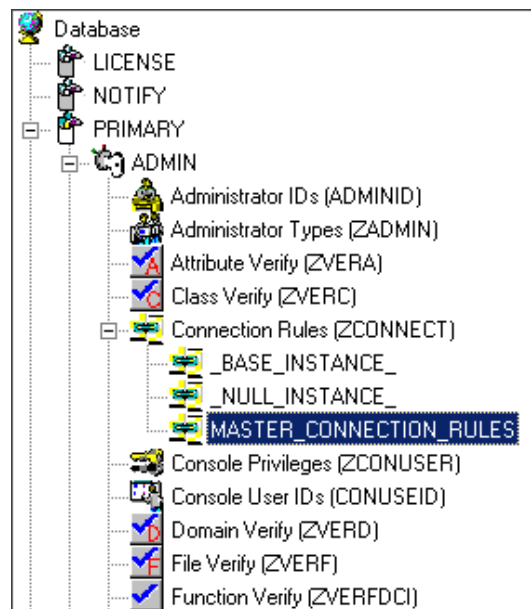 Database
LICENSE
NOTIFY
PRIMARY
ADMIN
Administrator IDs (ADMINID)
Administrator Types (ZADMIN)
Attribute Verify (ZVERA)
Class Verify (ZVERC)
Connection Rules (ZCONNECT)
_BASE_INSTANCE_
_NULL_INSTANCE_
MASTER_CONNECTION_RULES
Console Privileges (ZCONUSER)
Console User IDs (CONUSEID)
Domain Verify (ZVERD)
File Verify (ZVERF)
Function Verify (ZVERFDCI)